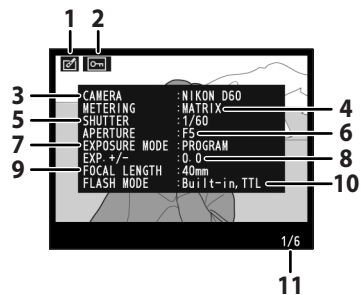 1 2
3 CAMERA :NIKON D60
METERING :MATRIX 4
5 SHUTTER :1/60
APERTURE :F5 6
7 EXPOSURE MODE :PROGRAM
EXP. +/- :0.0 8
9 FOCAL LENGTH :40mm
FLASH MODE :Built-in, TTL 10
1/6
11